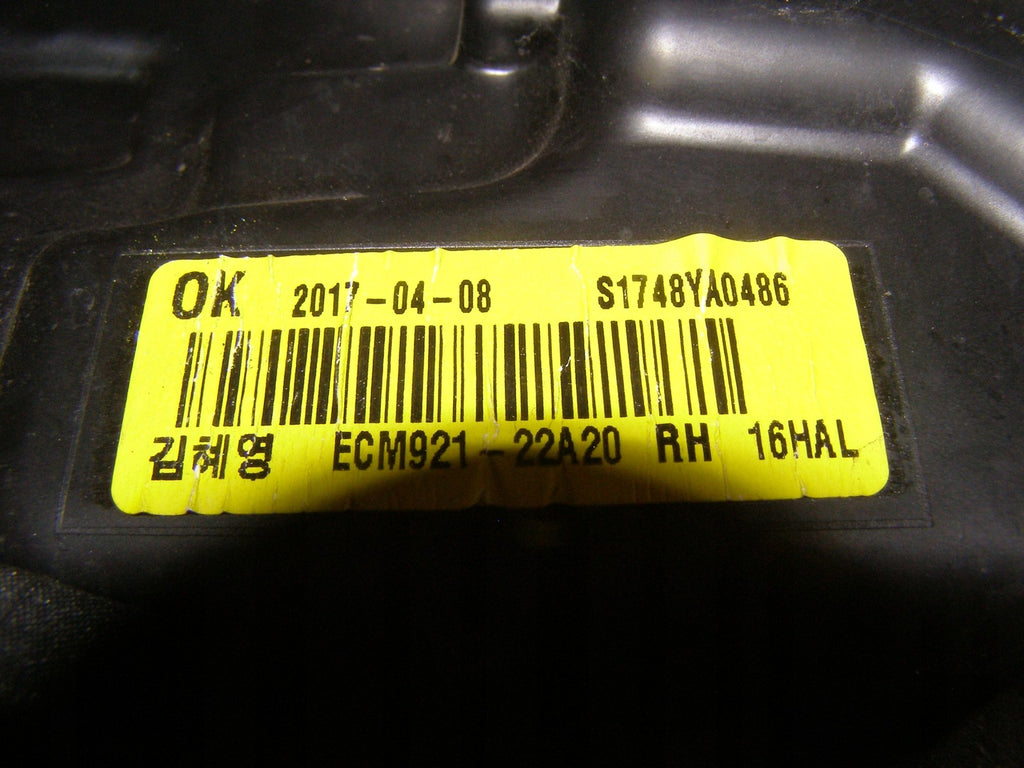 OK 2017-04-08 S1748YA0486
김혜영 ECM921-22A20 RH 16HAL